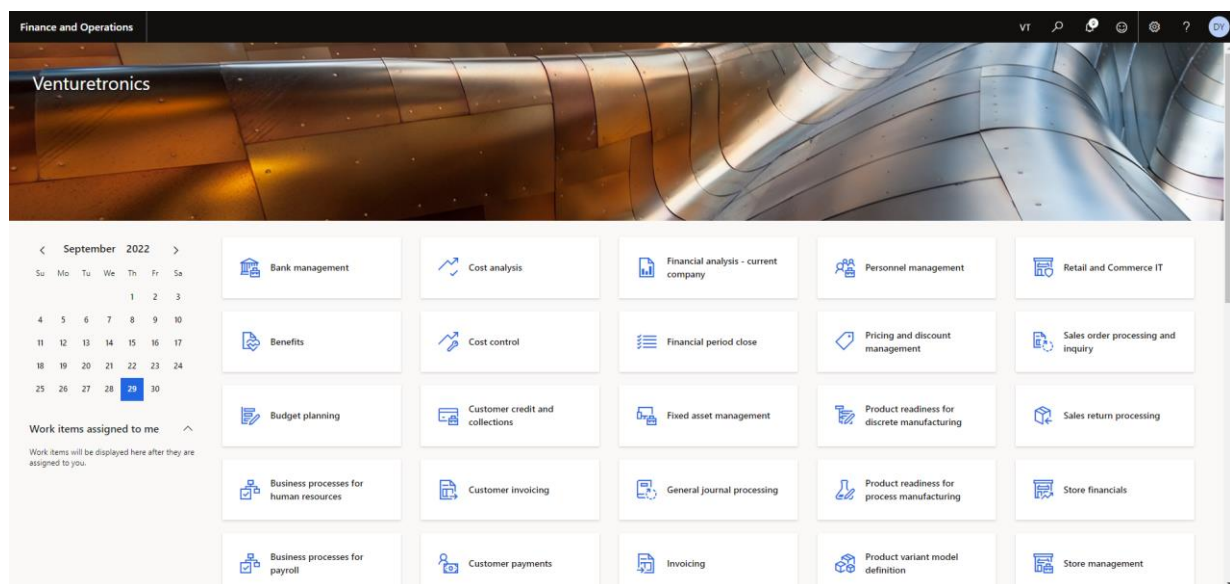 Finance and Operations
VT
?
DY
Venturetronics
September 2022
Su Mo Tu We Th Fr Sa
1 2 3
4 5 6 7 8 9 10
11 12 13 14 15 16 17
18 19 20 21 22 23 24
25 26 27 28 29 30
Work items assigned to me
Work items will be displayed here after they are
assigned to you.
Bank management
Cost analysis
Financial analysis - current
company
Personnel management
Retail and Commerce IT
Benefits
Cost control
Financial period close
Pricing and discount
management
Sales order processing and
inquiry
Budget planning
Customer credit and
collections
Fixed asset management
Product readiness for
discrete manufacturing
Sales return processing
Business processes for
human resources
Customer invoicing
General journal processing
Product readiness for
process manufacturing
Store financials
Business processes for
payroll
Customer payments
Invoicing
Product variant model
definition
Store management